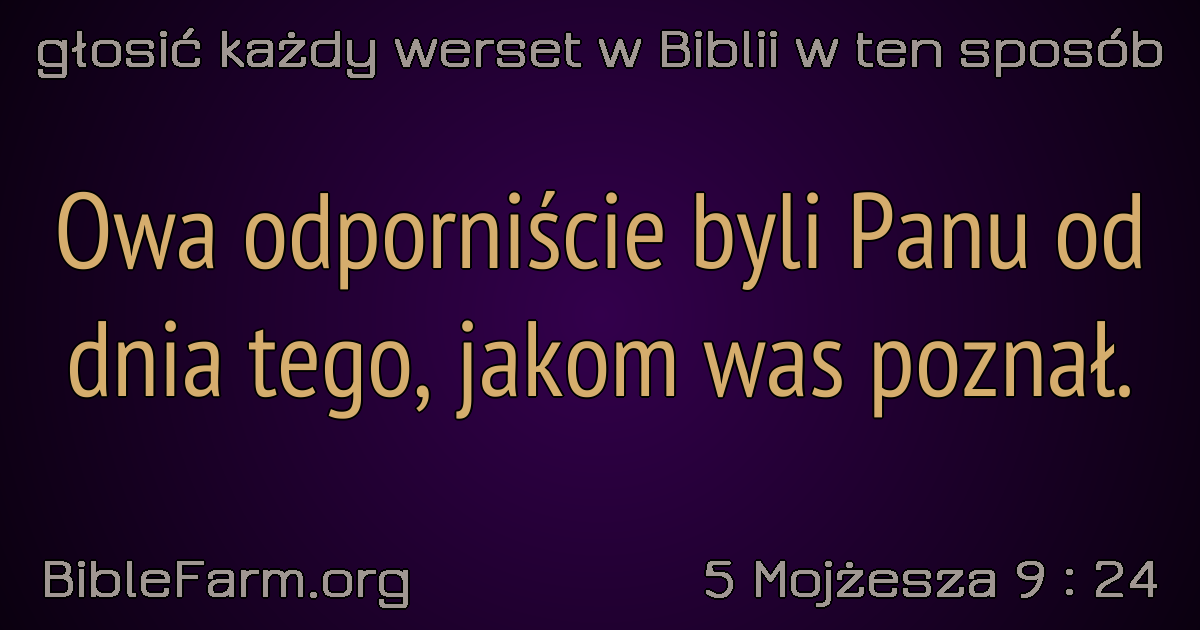 głosić każdy werset w Biblii w ten sposób
Owa odporniście byli Panu od
dnia tego, jakom was poznał.
BibleFarm.org
5 Mojżesza 9 : 24